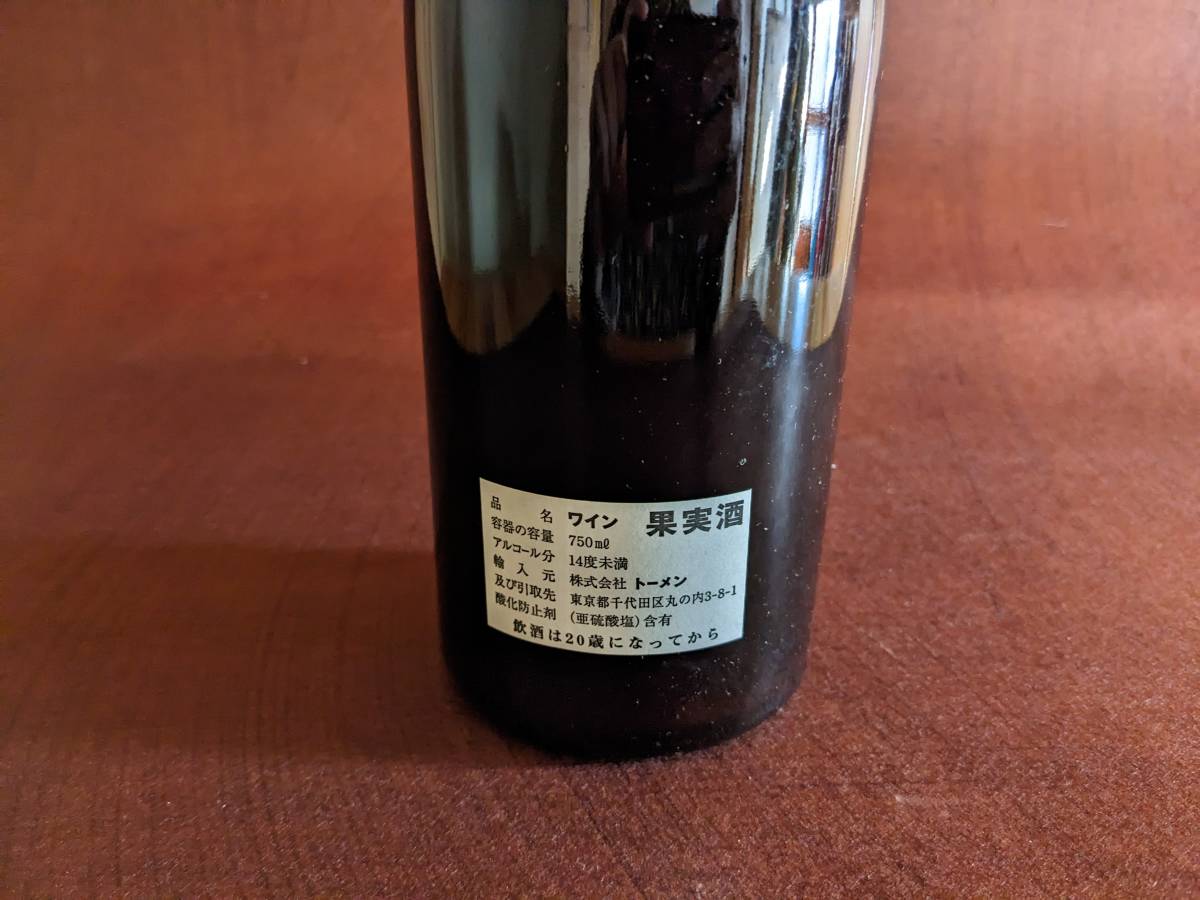 品名 ワイン 果実酒
容器の容量 750mℓ
アルコール分 14度未満
輸入元 株式会社 トーメン
及び引取先 東京都千代田区丸の内3-8-1
酸化防止剤 (亜硫酸塩)含有
飲酒は20歳になってから